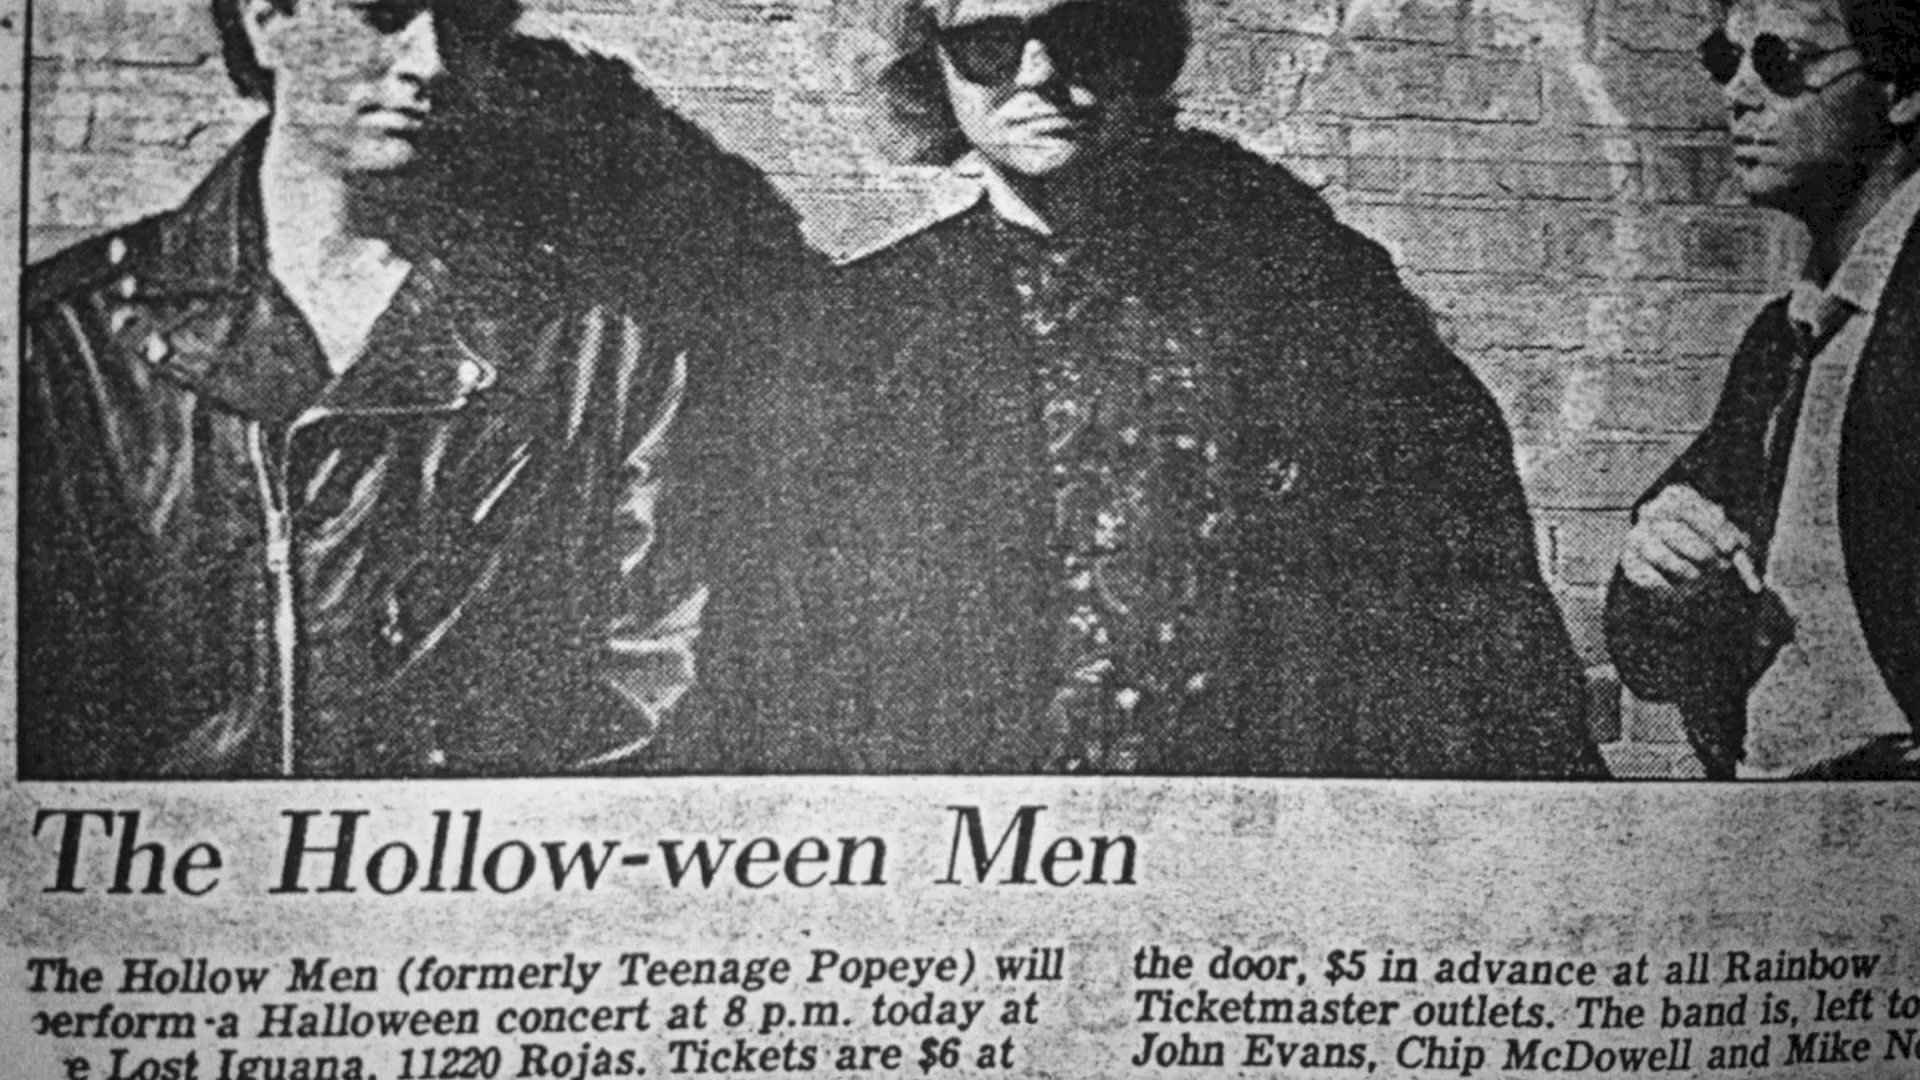 The Hollow-ween Men
The Hollow Men (formerly Teenage Popeye) will
perform a Halloween concert at 8 p.m. today at
e Lost Iguana, 11220 Rojas. Tickets are $6 at
the door, $5 in advance at all Rainbow
Ticketmaster outlets. The band is, left to
John Evans, Chip McDowell and Mike